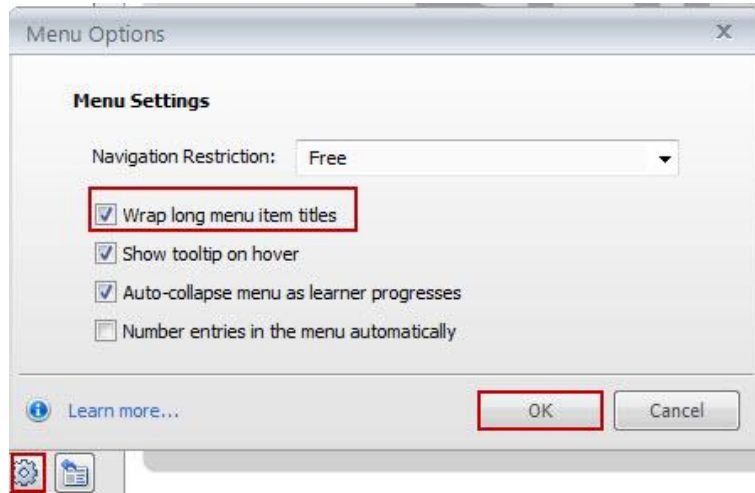 Menu Options
Menu Settings
Navigation Restriction: Free
Wrap long menu item titles
Show tooltip on hover
Auto-collapse menu as learner progresses
Number entries in the menu automatically
Learn more... OK Cancel